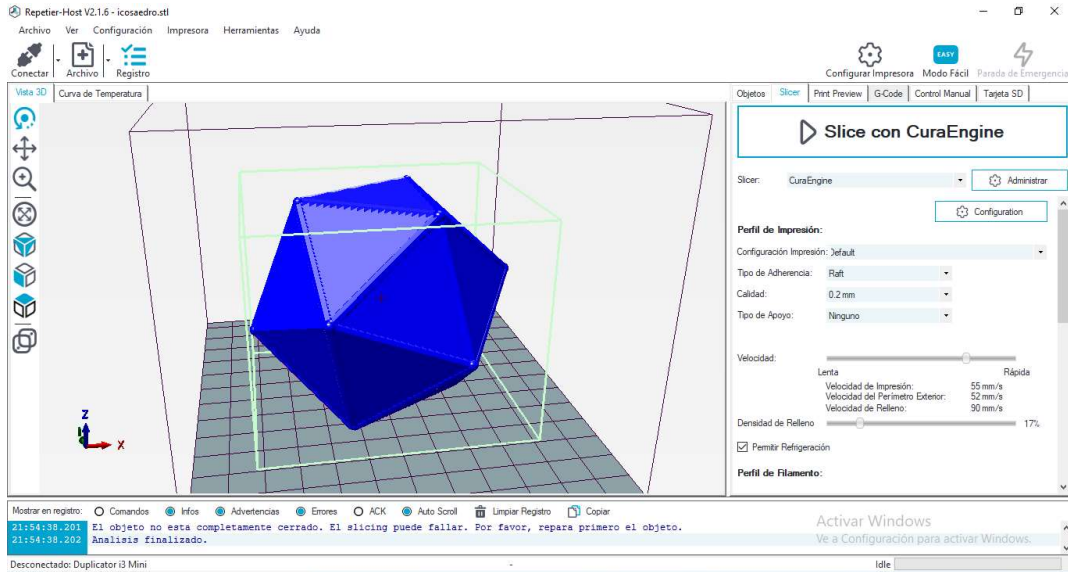 Repetier-Host V2.1.6 - icosaedro.stl
Archivo Ver Configuración Impresora Herramientas Ayuda
Conectar Archivo Registro Configurar Impresora EASY Modo Fácil Parada de Emergencia
Vista 3D Curva de Temperatura Objetos Slicer Print Preview G-Code Control Manual Tarjeta SD
Slice con CuraEngine
Slicer: CuraEngine Administrar
Configuration
Perfil de Impresión:
Configuración Impresión: Default
Tipo de Adherencia: Raft
Calidad: 0.2 mm
Tipo de Apoyo: Ninguno
Velocidad:
Lenta Rápida
Velocidad de Impresión: 55 mm/s
Velocidad del Perímetro Exterior: 52 mm/s
Velocidad de Relleno: 90 mm/s
Densidad de Relleno 17%
Permitir Refrigeración
Perfil de Filamento:
Z
X
Mostrar en registro: Comandos Infos Advertencias Errores ACK Auto Scroll Limpiar Registro Copiar
21:54:38.201 El objeto no esta completamente cerrado. El slicing puede fallar. Por favor, repara primero el objeto.
21:54:38.202 Analisis finalizado.
Activar Windows
Ve a Configuración para activar Windows.
Desconectado: Duplicator i3 Mini - Idle